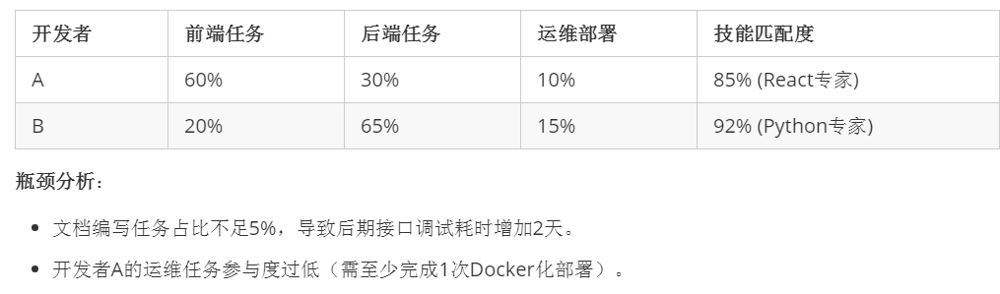 开发者 前端任务 后端任务 运维部署 技能匹配度
A 60% 30% 10% 85% (React专家)
B 20% 65% 15% 92% (Python专家)
瓶颈分析：
• 文档编写任务占比不足5%，导致后期接口调试耗时增加2天。
• 开发者A的运维任务参与度过低（需至少完成1次Docker化部署）。